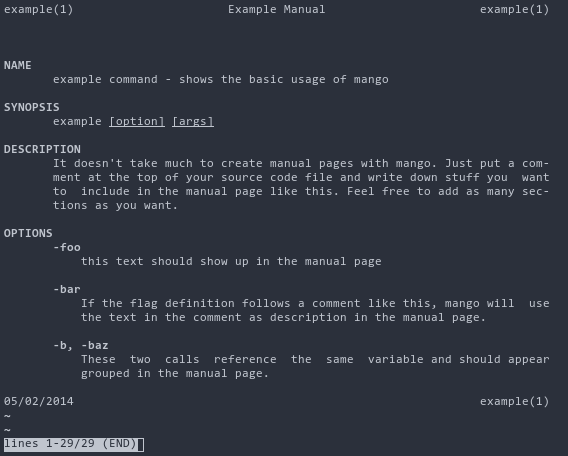 example(1) Example Manual example(1)
NAME
example command - shows the basic usage of mango
SYNOPSIS
example [option] [args]
DESCRIPTION
It doesn't take much to create manual pages with mango. Just put a com-
ment at the top of your source code file and write down stuff you  want
to  include in the manual page like this. Feel free to add as many sec-
tions as you want.
OPTIONS
-foo
this text should show up in the manual page
-bar
If the flag definition follows a comment like this, mango will  use
the text in the comment as description in the manual page.
-b, -baz
These  two  calls  reference  the  same  variable and should appear
grouped in the manual page.
05/02/2014 example(1)
~
~
lines 1-29/29 (END)